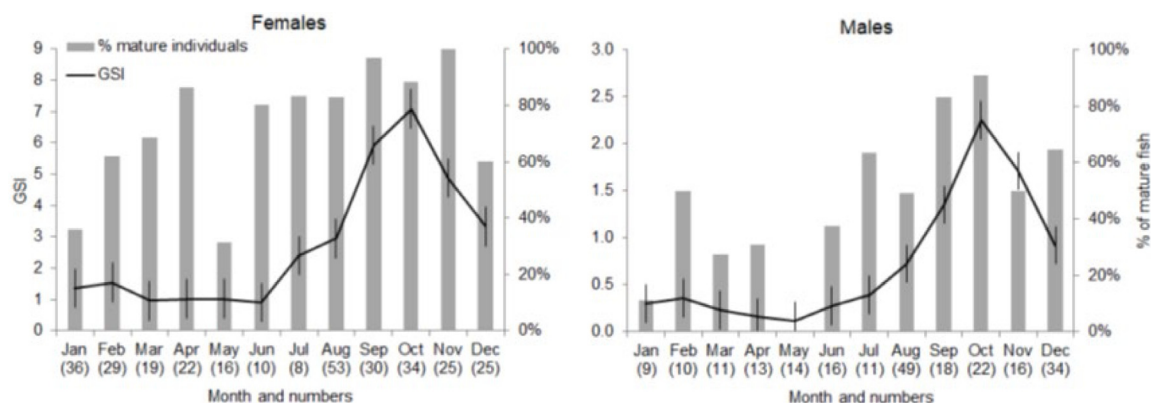 Females
% mature individuals
GSI
9
8
7
6
5
4
3
2
1
0
GSI
100%
80%
60%
40%
20%
0%
Jan Feb Mar Apr May Jun Jul Aug Sep Oct Nov Dec
(36) (29) (19) (22) (16) (10) (8) (53) (30) (34) (25) (25)
Month and numbers
Males
3.0
2.5
2.0
1.5
1.0
0.5
0.0
100%
80%
60%
40%
20%
0%
% of mature fish
Jan Feb Mar Apr May Jun Jul Aug Sep Oct Nov Dec
(9) (10) (11) (13) (14) (16) (11) (49) (18) (22) (16) (34)
Month and numbers